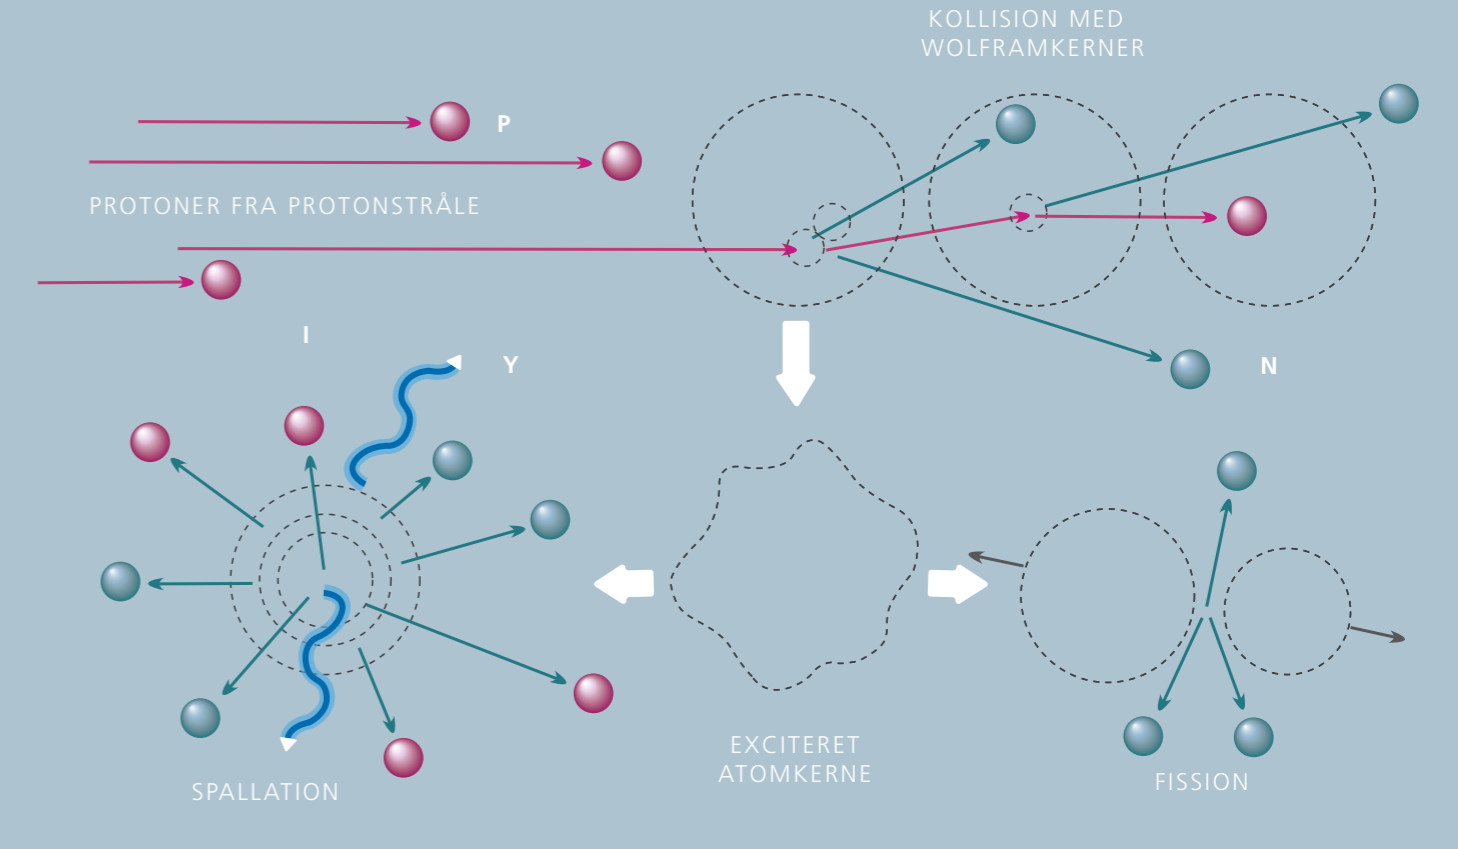 KOLLISION MED
WOLFRAMKERNER
P
PROTONER FRA PROTONSTRÅLE
I
Y
N
EXCITERET
ATOMKERNE
SPALLATION
FISSION